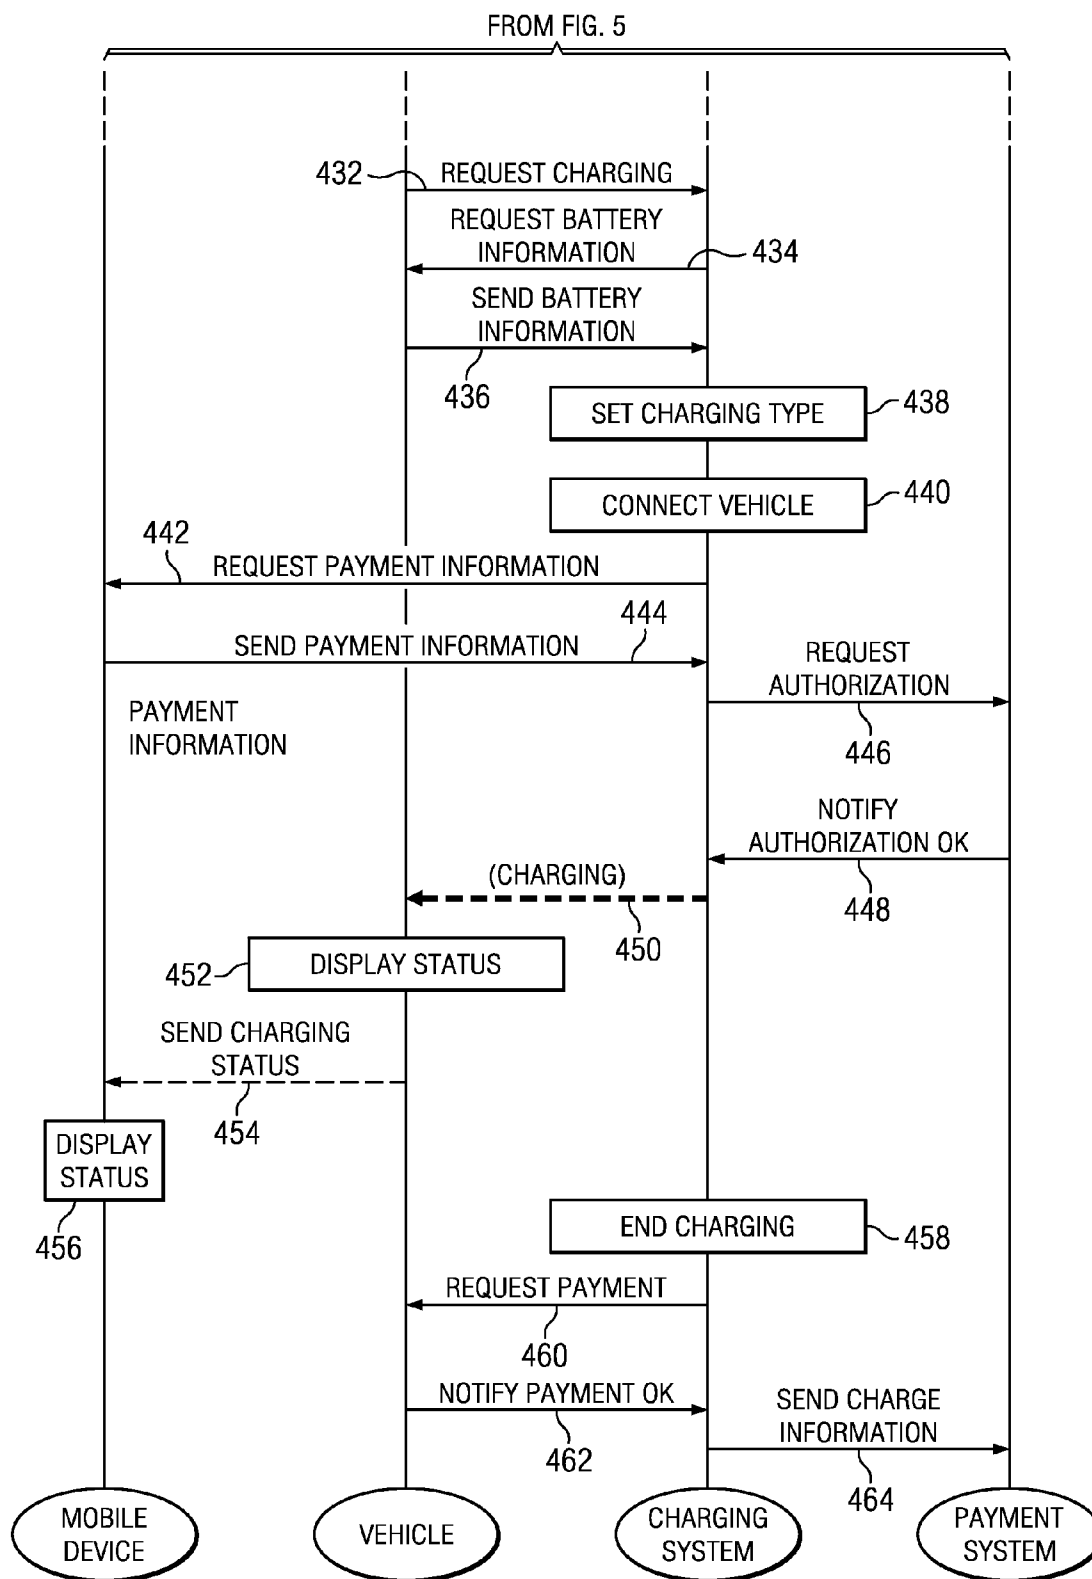 FROM FIG. 5
432
REQUEST CHARGING
REQUEST BATTERY
INFORMATION
434
SEND BATTERY
INFORMATION
436
SET CHARGING TYPE
438
CONNECT VEHICLE
440
442
REQUEST PAYMENT INFORMATION
444
SEND PAYMENT INFORMATION
REQUEST
AUTHORIZATION
446
PAYMENT
INFORMATION
NOTIFY
AUTHORIZATION OK
448
(CHARGING)
450
452
DISPLAY STATUS
SEND CHARGING
STATUS
454
DISPLAY
STATUS
456
END CHARGING
458
REQUEST PAYMENT
460
NOTIFY PAYMENT OK
462
SEND CHARGE
INFORMATION
464
MOBILE
DEVICE
VEHICLE
CHARGING
SYSTEM
PAYMENT
SYSTEM